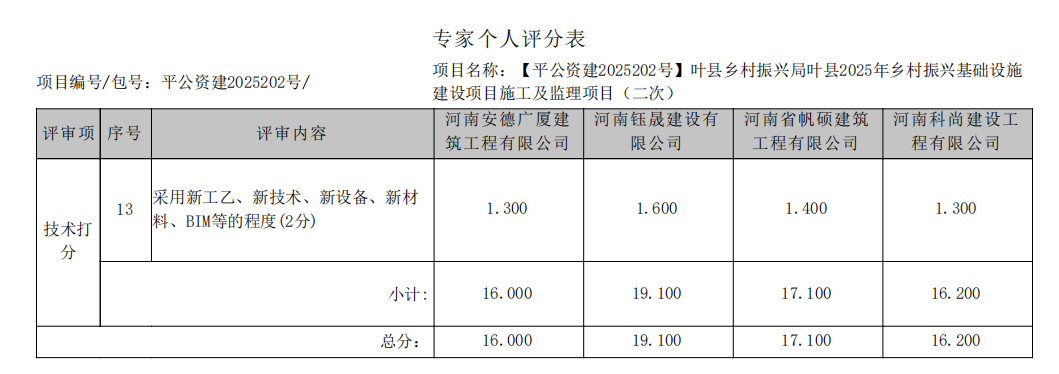 专家个人评分表
项目编号/包号：平公资建2025202号/
项目名称：【平公资建2025202号】叶县乡村振兴局叶县2025年乡村振兴基础设施
建设项目施工及监理项目（二次）
评审项 序号 评审内容 河南安德广厦建 河南钰晟建设有 河南省帆硕建筑 河南科尚建设工
筑工程有限公司 限公司 工程有限公司 程有限公司
技术打
分
13
采用新工乙、新技术、新设备、新材
料、BIM等的程度(2分)
1.300 1.600 1.400 1.300
小计: 16.000 19.100 17.100 16.200
总分： 16.000 19.100 17.100 16.200